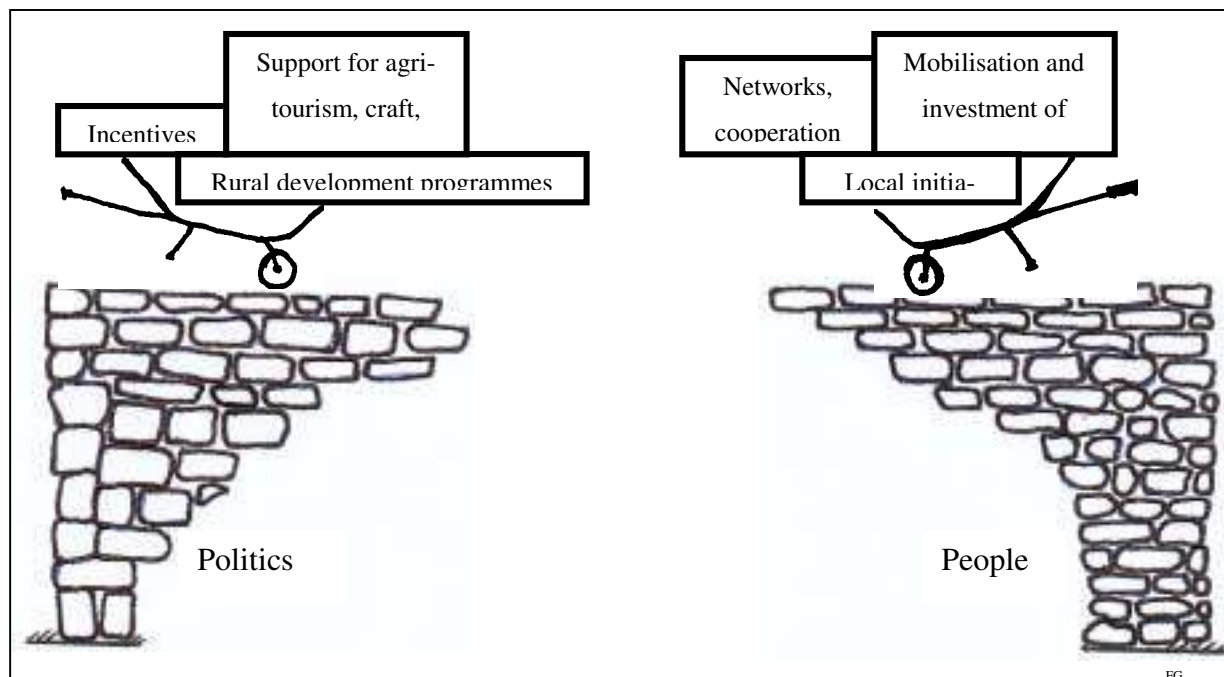 Support for agri-
tourism, craft,
Incentives
Rural development programmes
Networks,
cooperation
Mobilisation and
investment of
Local initia-
Politics
People